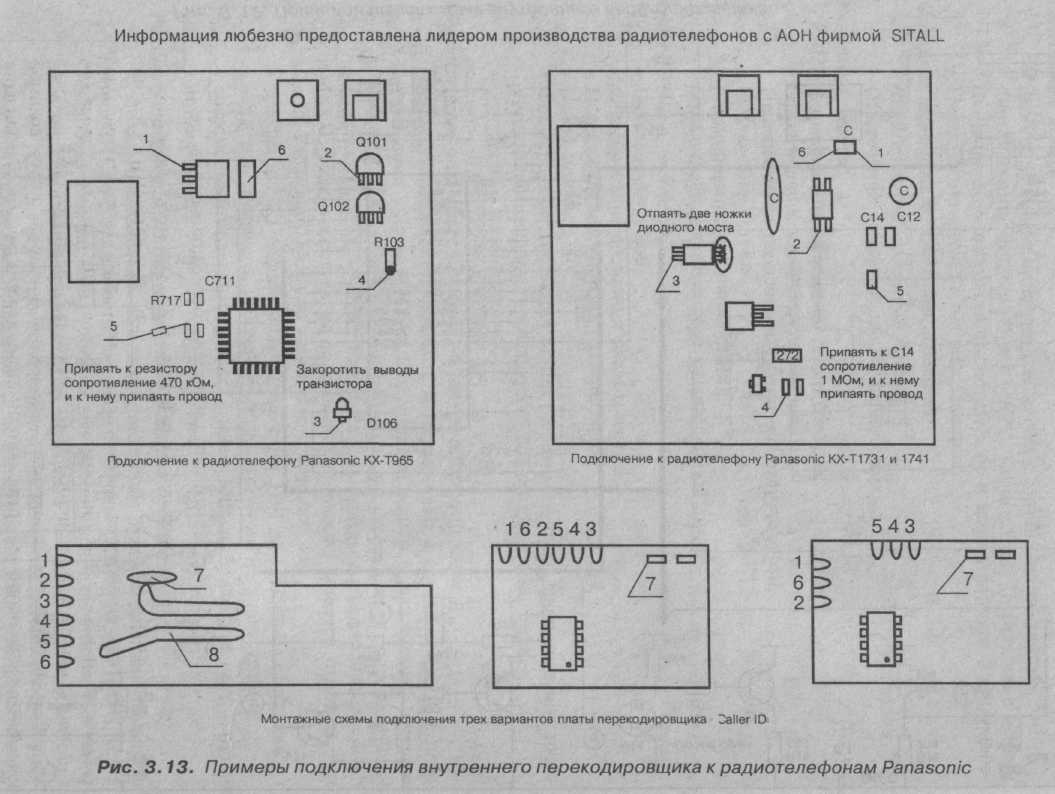 Информация любезно предоставлена лидером производства радиотелефонов с АОН фирмой SITALL
1
6
2
Q101
Q102
R103
4
C711
R717
5
Припаять к резистору
сопротивление 470 кОм,
и к нему припаять провод
Закоротить выводы
транзистора
3
D106
Подключение к радиотелефону Panasonic KX-T965
C
6
1
C
C
C14 C12
Отпаять две ножки
диодного моста
2
3
5
272
Припаять к С14
сопротивление
1 МОм, и к нему
припаять провод
4
Подключение к радиотелефону Panasonic KX-T1731 и 1741
1
2
3
4
5
6
7
8
1 6 2 5 4 3
7
5 4 3
1
6
2
7
Монтажные схемы подключения трех вариантов платы перекодировщика Caller ID
Рис. 3.13. Примеры подключения внутреннего перекодировщика к радиотелефонам Panasonic